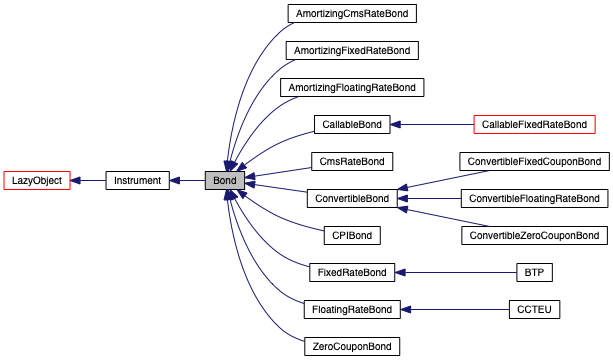 AmortizingCmsRateBond
AmortizingFixedRateBond
AmortizingFloatingRateBond
CallableBond
CallableFixedRateBond
CmsRateBond
ConvertibleFixedCouponBond
LazyObject
Instrument
Bond
ConvertibleBond
ConvertibleFloatingRateBond
CPIBond
ConvertibleZeroCouponBond
FixedRateBond
BTP
FloatingRateBond
CCTEU
ZeroCouponBond